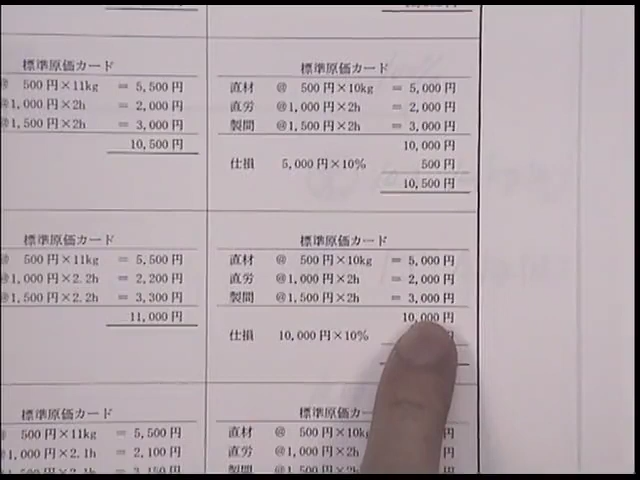 標準原価カード
@ 500円×11kg = 5,500円
@1,000円×2h = 2,000円
@1,500円×2h = 3,000円
10,500円
標準原価カード
直材 @ 500円×10kg = 5,000円
直労 @1,000円×2h = 2,000円
製間 @1,500円×2h = 3,000円
10,000円
仕損 5,000円×10% 500円
10,500円
標準原価カード
@ 500円×11kg = 5,500円
@1,000円×2.2h = 2,200円
@1,500円×2.2h = 3,300円
11,000円
標準原価カード
直材 @ 500円×10kg = 5,000円
直労 @1,000円×2h = 2,000円
製間 @1,500円×2h = 3,000円
10,000円
仕損 10,000円×10%
標準原価カード
@ 500円×11kg = 5,500円
@1,000円×2.1h = 2,100円
標準原価カ
直材 @ 500円×10k
直労 @1,000円×2 円
製間